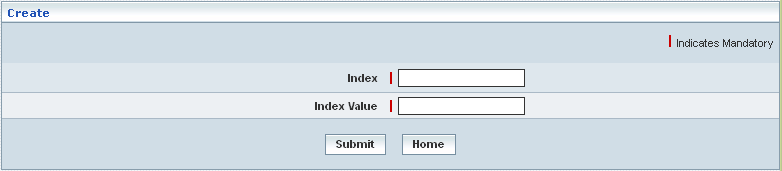 Create
Indicates Mandatory
Index
Index Value
Submit Home